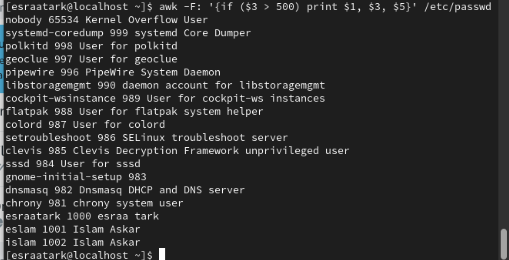 [esraatark@localhost ~]$ awk -F: '{if ($3 > 500) print $1, $3, $5}' /etc/passwd
nobody 65534 Kernel Overflow User
systemd-coredump 999 systemd Core Dumper
polkitd 998 User for polkitd
geoclue 997 User for geoclue
pipewire 996 PipeWire System Daemon
libstoragemgmt 990 daemon account for libstoragemgmt
cockpit-wsinstance 989 User for cockpit-ws instances
flatpak 988 User for flatpak system helper
colord 987 User for colord
setroubleshoot 986 SELinux troubleshoot server
clevis 985 Clevis Decryption Framework unprivileged user
sssd 984 User for sssd
gnome-initial-setup 983
dnsmasq 982 Dnsmasq DHCP and DNS server
chrony 981 chrony system user
esraatark 1000 esraa tark
eslam 1001 Islam Askar
islam 1002 Islam Askar
[esraatark@localhost ~]$